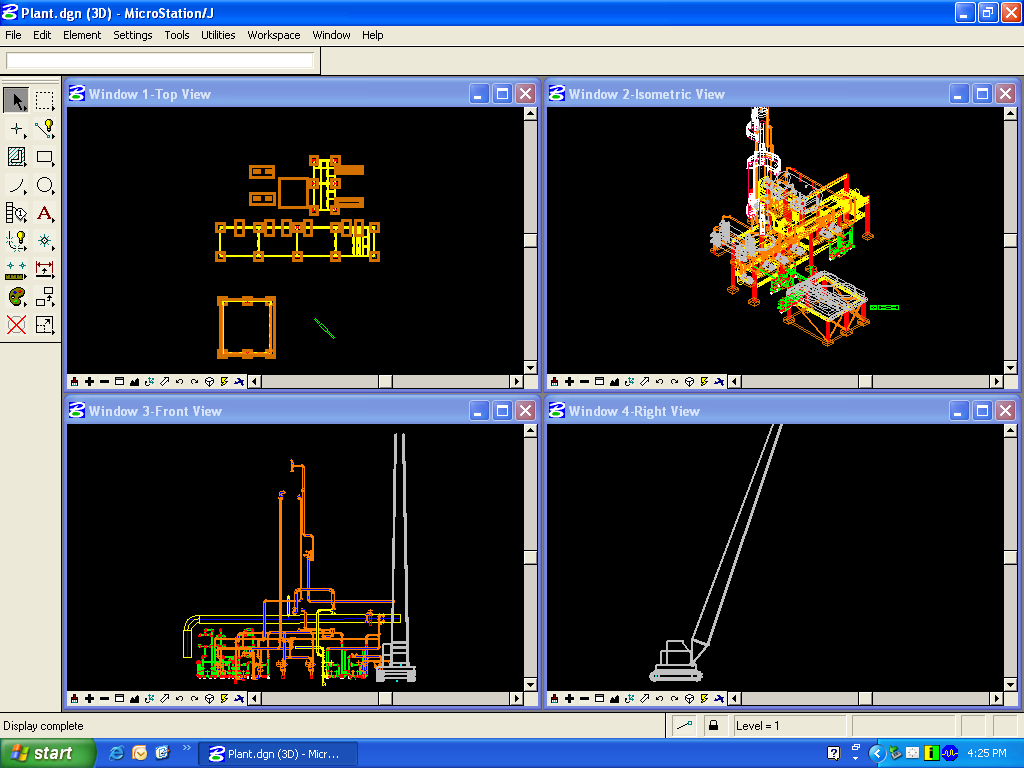 Plant.dgn (3D) - MicroStation/J
File Edit Element Settings Tools Utilities Workspace Window Help
Window 1-Top View
Window 2-Isometric View
Window 3-Front View
Window 4-Right View
Display complete
Level = 1
start
Plant.dgn (3D) - Micr...
4:25 PM